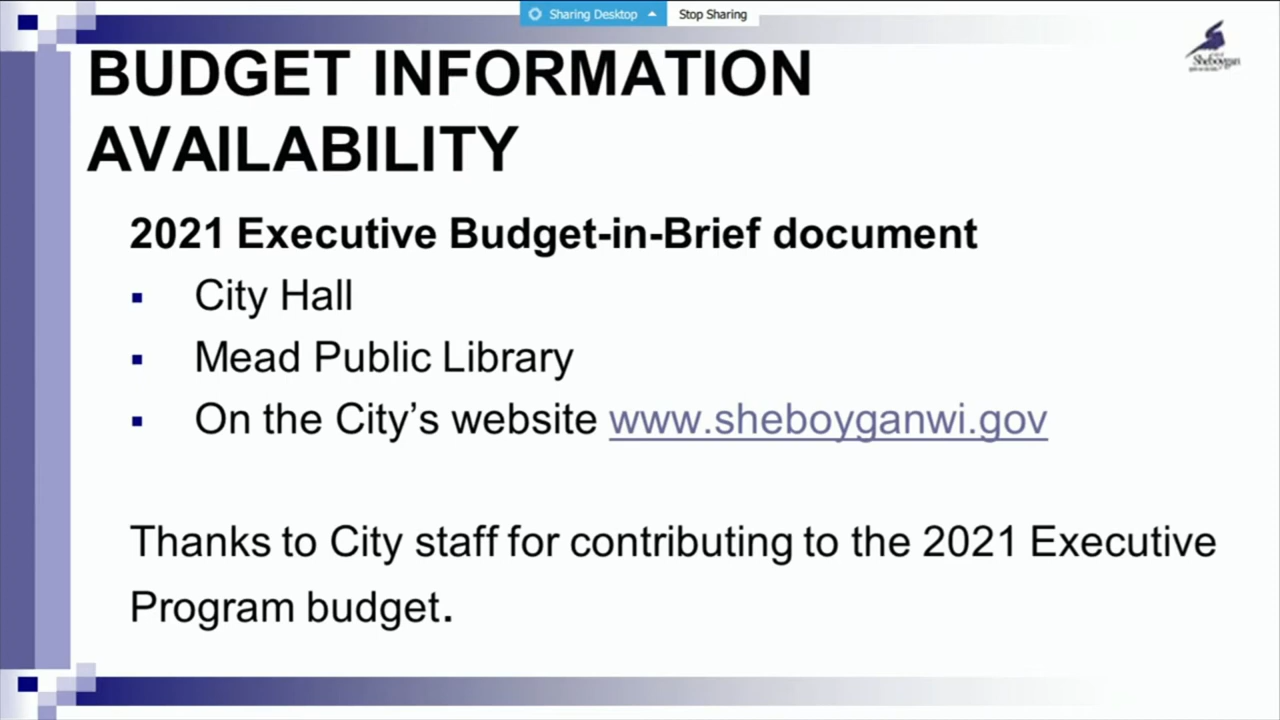 Sharing Desktop Stop Sharing
BUDGET INFORMATION
AVAILABILITY
Sheboygan
2021 Executive Budget-in-Brief document
▪ City Hall
▪ Mead Public Library
▪ On the City’s website www.sheboyganwi.gov
Thanks to City staff for contributing to the 2021 Executive
Program budget.